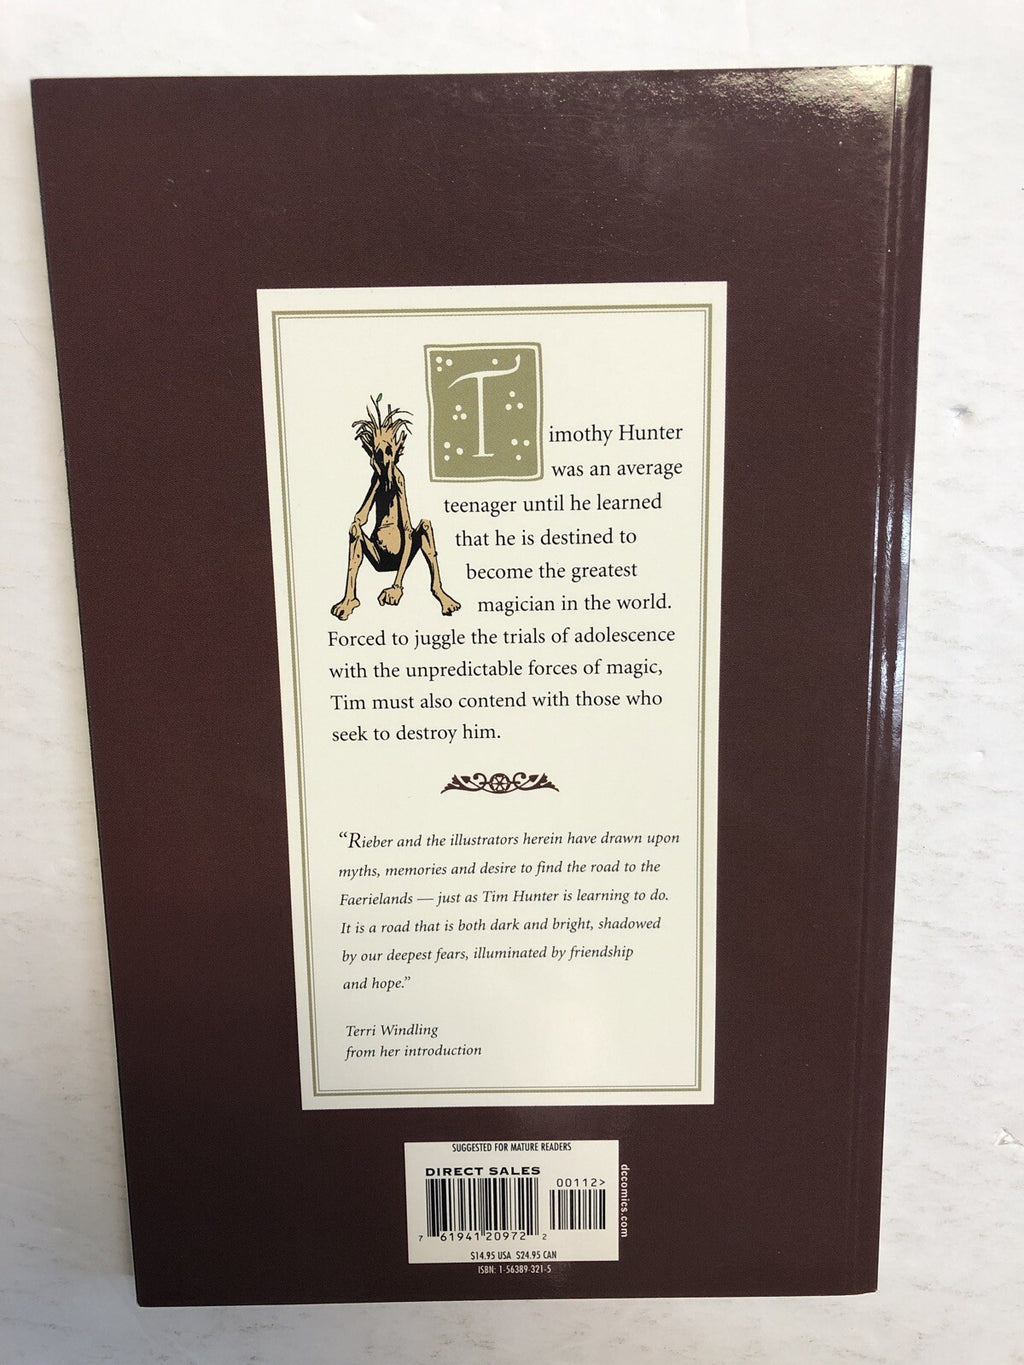 Timothy Hunter
was an average
teenager until he learned
that he is destined to
become the greatest
magician in the world.
Forced to juggle the trials of adolescence
with the unpredictable forces of magic,
Tim must also contend with those who
seek to destroy him.
“Rieber and the illustrators herein have drawn upon
myths, memories and desire to find the road to the
Faerielands — just as Tim Hunter is learning to do.
It is a road that is both dark and bright, shadowed
by our deepest fears, illuminated by friendship
and hope.”
Terri Windling
from her introduction
SUGGESTED FOR MATURE READERS
DIRECT SALES
00112>
7 61941 20972 2
$14.95 USA $24.95 CAN
ISBN: 1-56389-321-5
dccomics.com